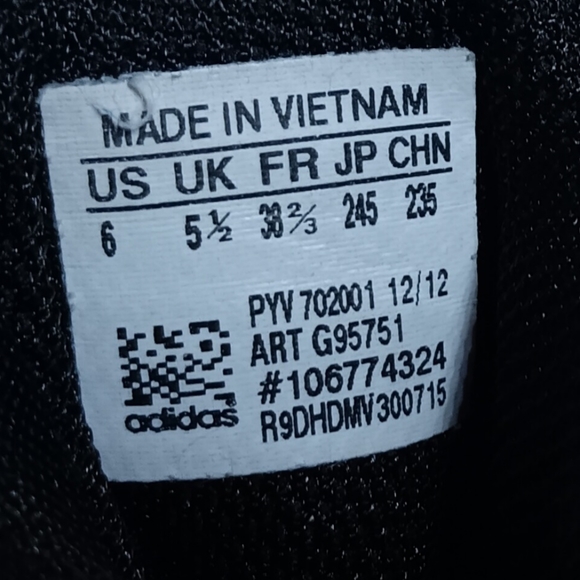 MADE IN VIETNAM
US UK FR JP CHN
6 5½ 38⅔ 245 235
PYV 702001 12/12
ART G95751
#106774324
R9DHDMV300715
adidas